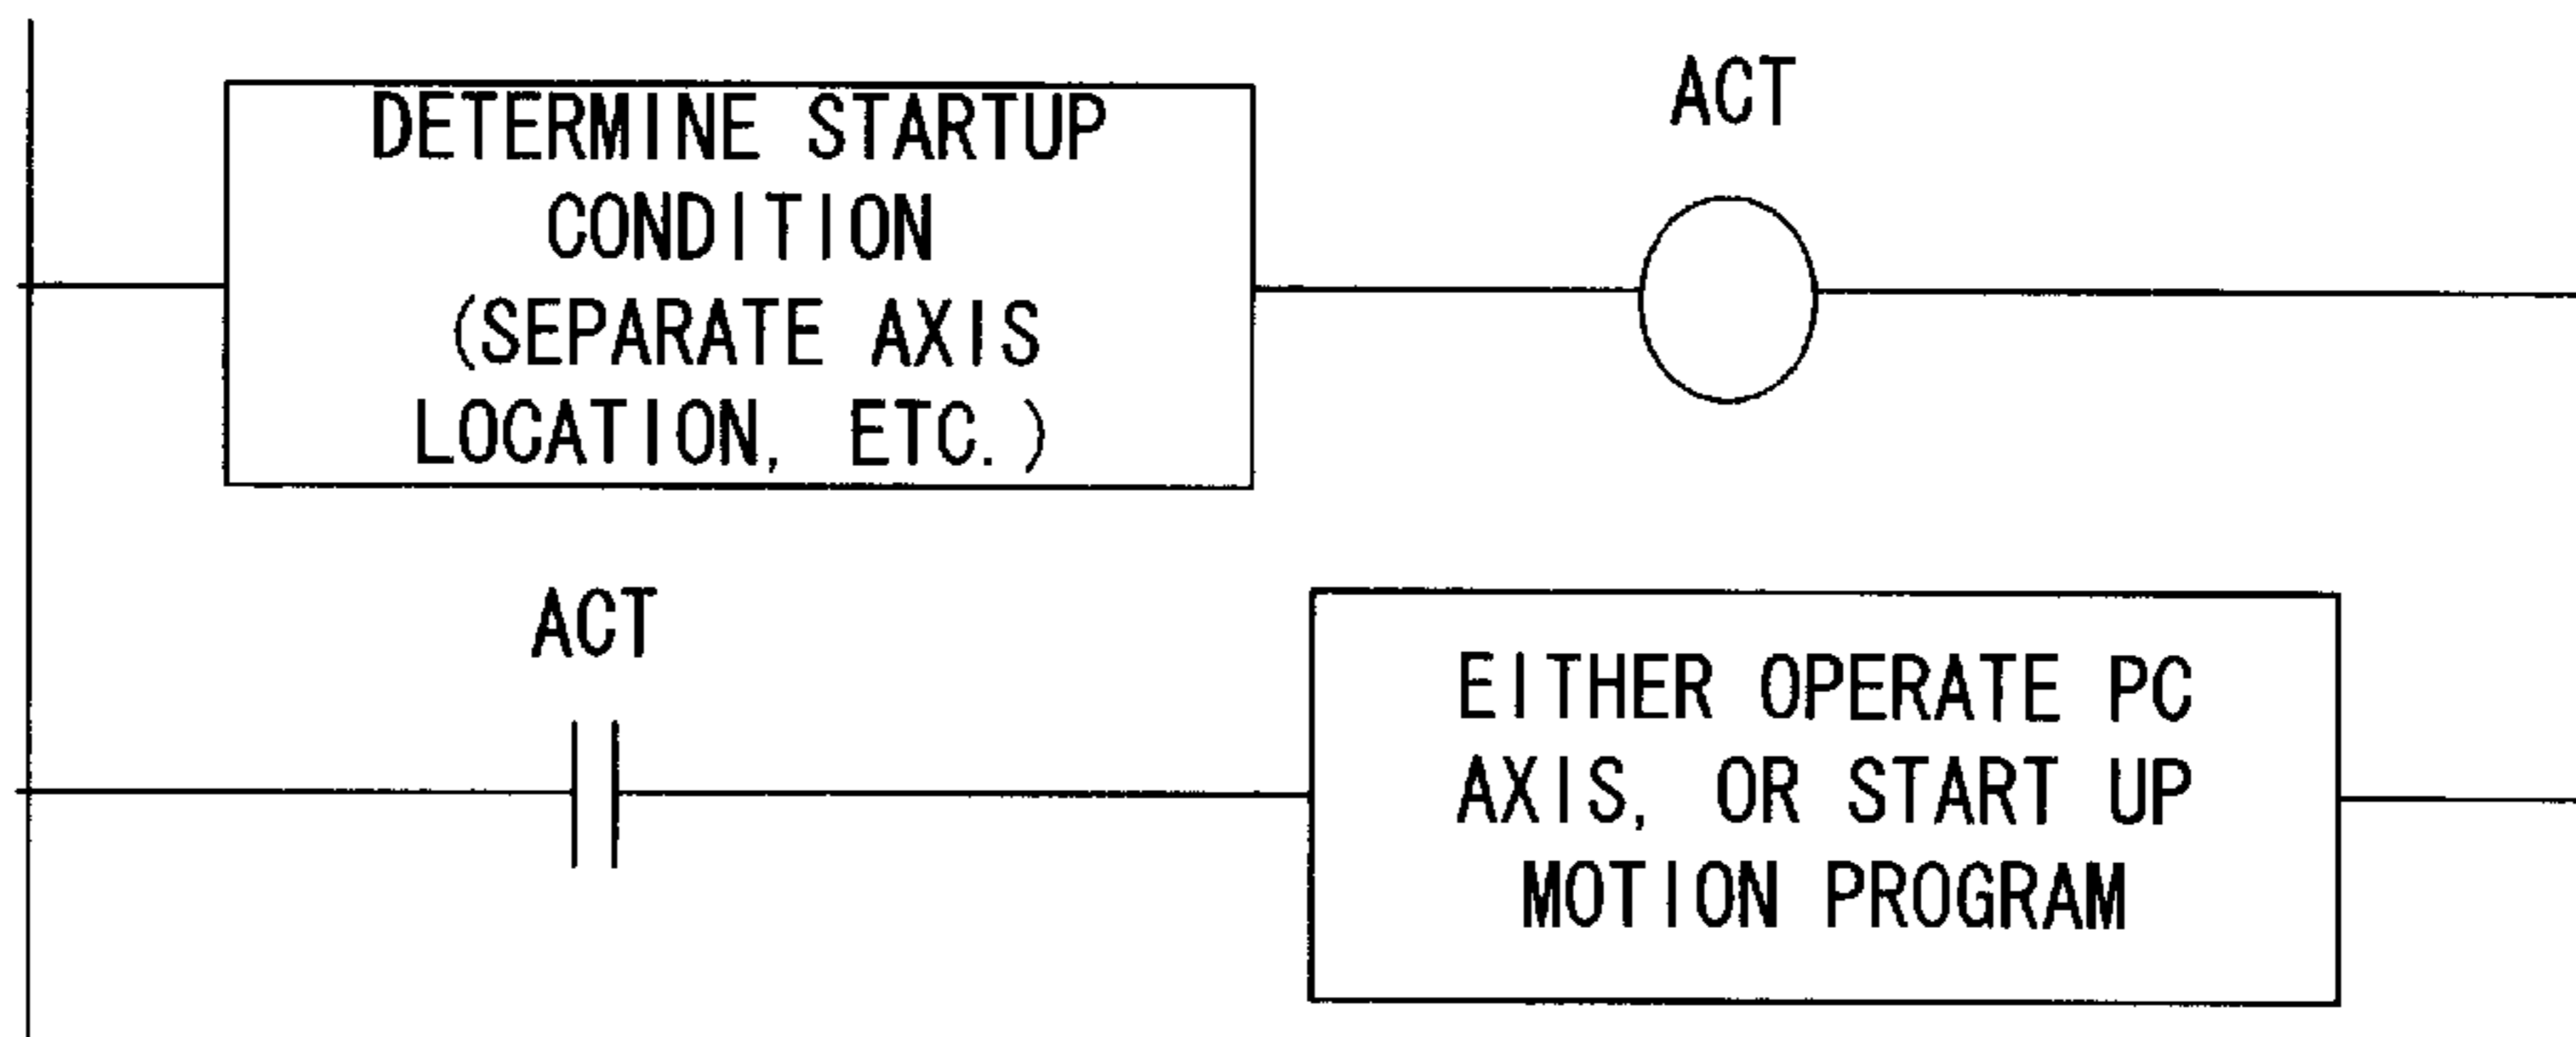 ACT
DETERMINE STARTUP
CONDITION
(SEPARATE AXIS
LOCATION, ETC.)
ACT
EITHER OPERATE PC
AXIS, OR START UP
MOTION PROGRAM